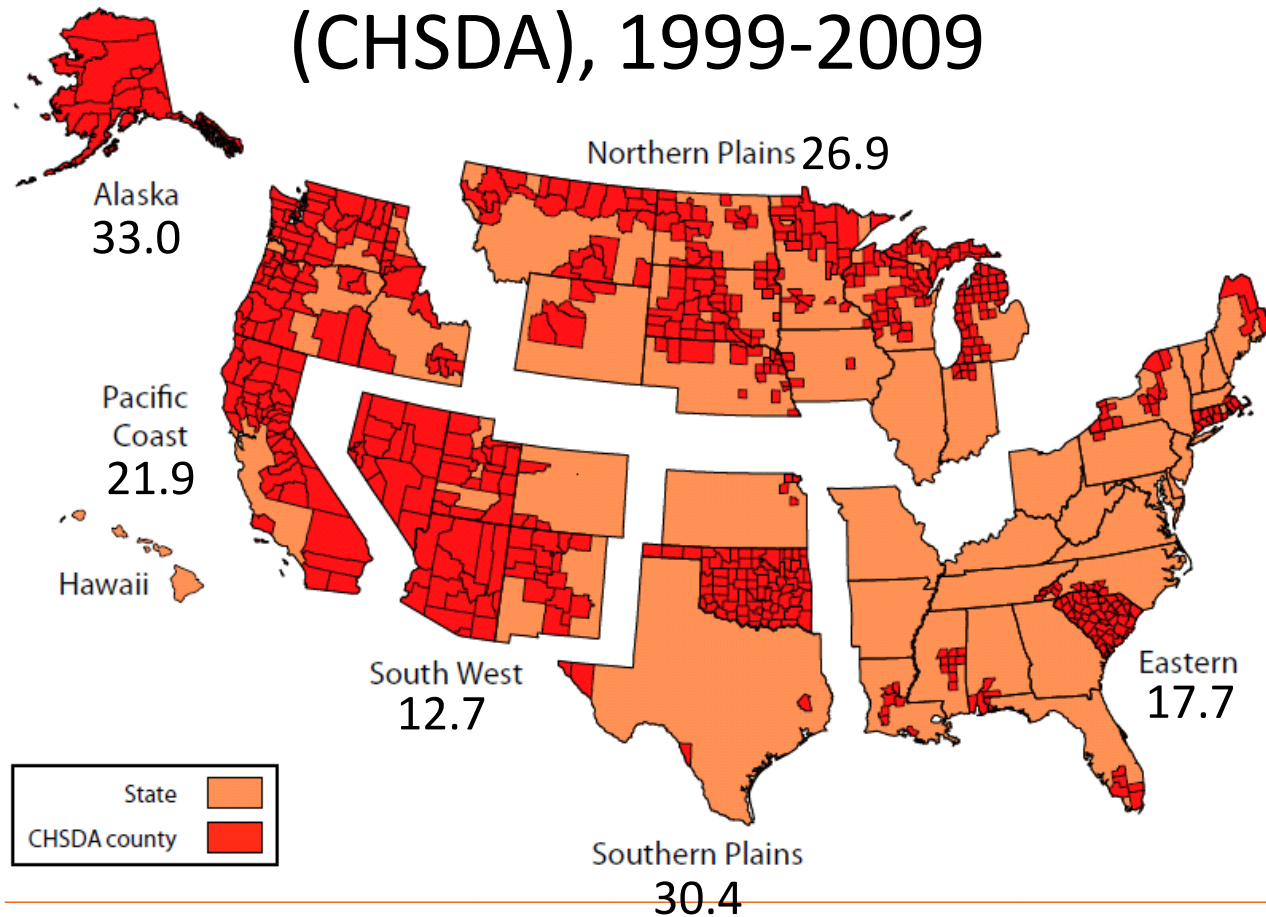 (CHSDA), 1999-2009
Northern Plains 26.9
Alaska
33.0
Pacific
Coast
21.9
Hawaii
South West
12.7
Eastern
17.7
State
CHSDA county
Southern Plains
30.4